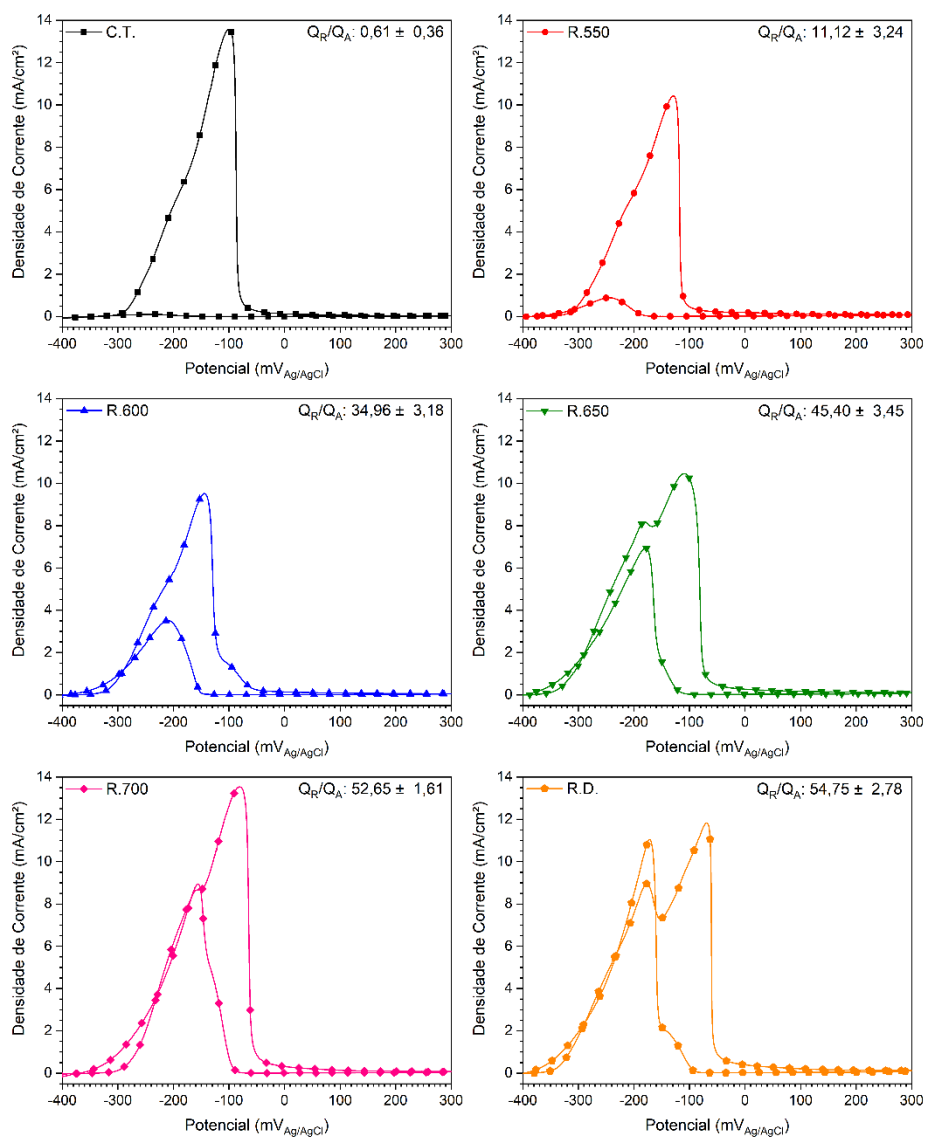 C.T.
Q_R/Q_A: 0,61 ± 0,36
14
12
10
8
6
4
2
0
Densidade de Corrente (mA/cm²)
-400 -300 -200 -100 0 100 200 300
Potencial (mV_Ag/AgCl)
R.550
Q_R/Q_A: 11,12 ± 3,24
14
12
10
8
6
4
2
0
Densidade de Corrente (mA/cm²)
-400 -300 -200 -100 0 100 200 300
Potencial (mV_Ag/AgCl)
R.600
Q_R/Q_A: 34,96 ± 3,18
14
12
10
8
6
4
2
0
Densidade de Corrente (mA/cm²)
-400 -300 -200 -100 0 100 200 300
Potencial (mV_Ag/AgCl)
R.650
Q_R/Q_A: 45,40 ± 3,45
14
12
10
8
6
4
2
0
Densidade de Corrente (mA/cm²)
-400 -300 -200 -100 0 100 200 300
Potencial (mV_Ag/AgCl)
R.700
Q_R/Q_A: 52,65 ± 1,61
14
12
10
8
6
4
2
0
Densidade de Corrente (mA/cm²)
-400 -300 -200 -100 0 100 200 300
Potencial (mV_Ag/AgCl)
R.D.
Q_R/Q_A: 54,75 ± 2,78
14
12
10
8
6
4
2
0
Densidade de Corrente (mA/cm²)
-400 -300 -200 -100 0 100 200 300
Potencial (mV_Ag/AgCl)